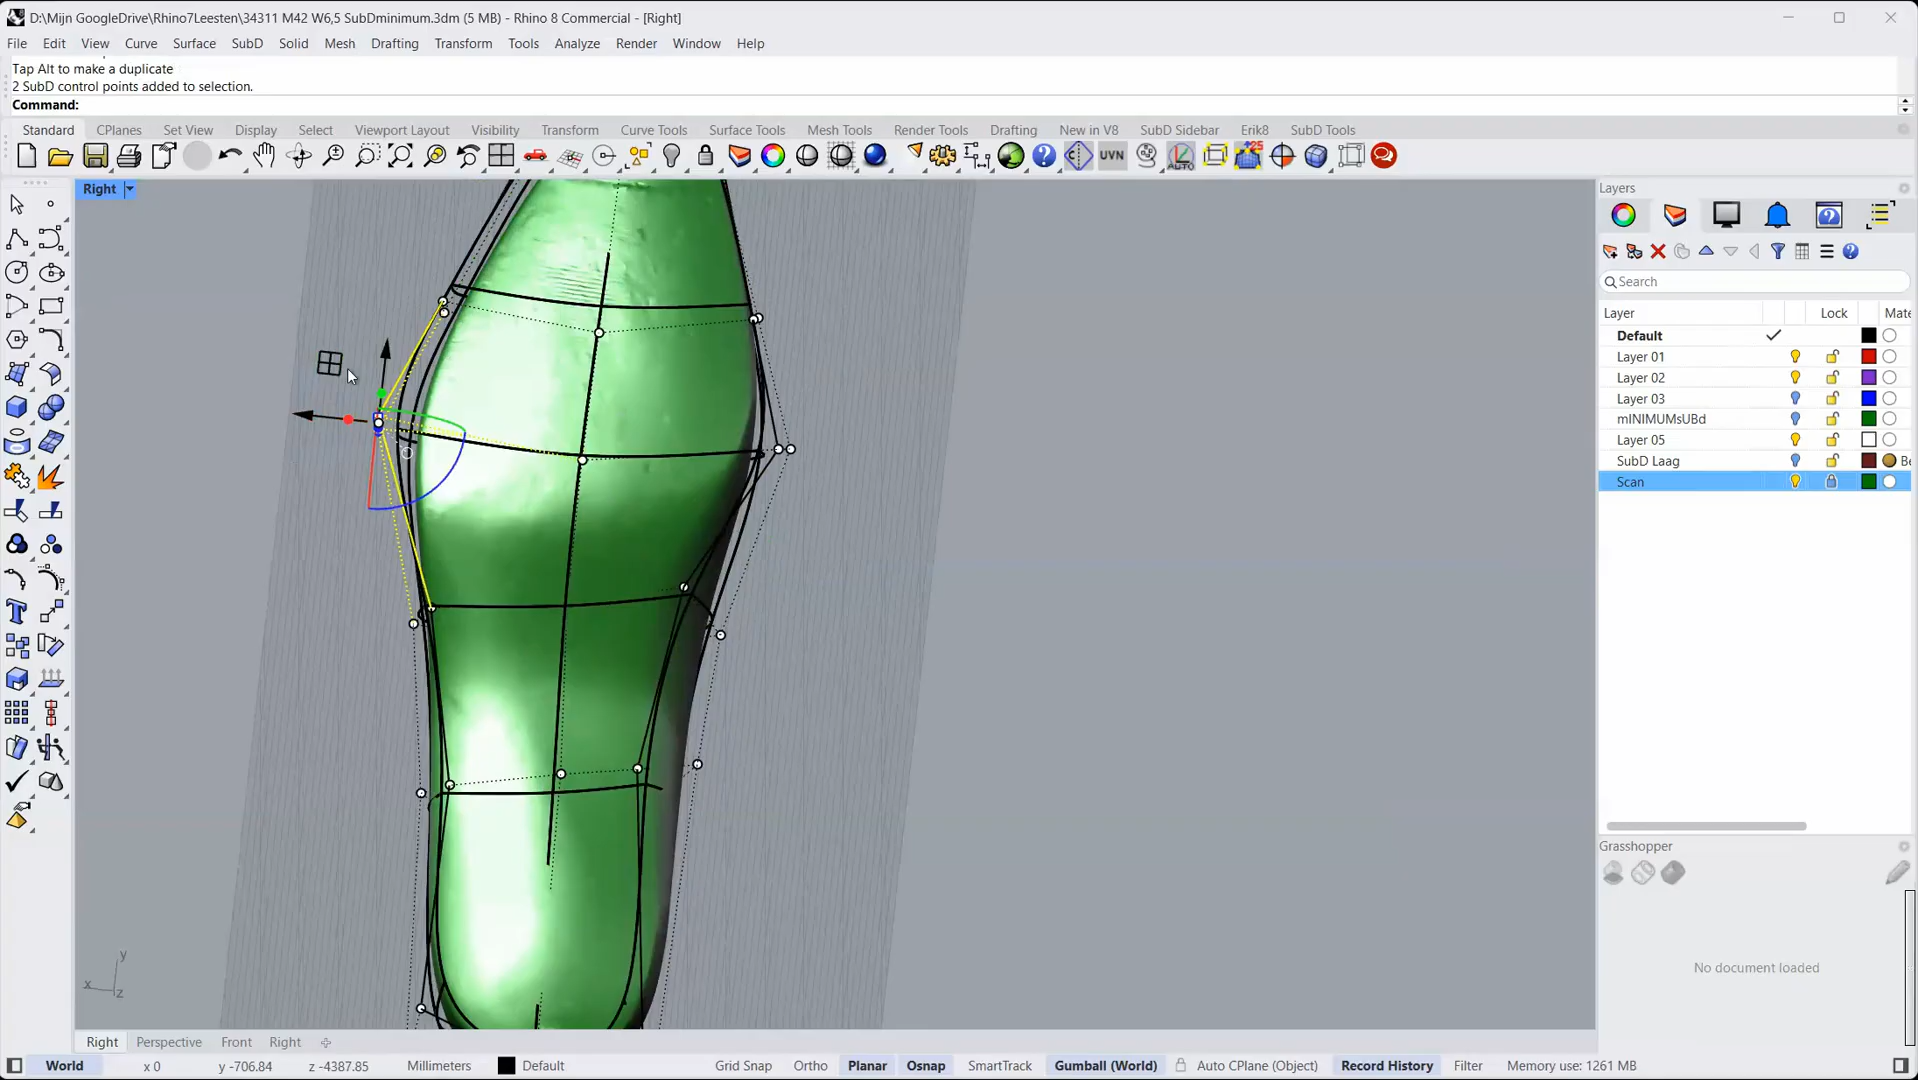 D:\Mijn GoogleDrive\Rhino7Leesten\34311 M42 W6,5 SubDminimum.3dm (5 MB) - Rhino 8 Commercial - [Right]
File Edit View Curve Surface SubD Solid Mesh Drafting Transform Tools Analyze Render Window Help
Tap Alt to make a duplicate
2 SubD control points added to selection.
Command:
Standard CPlanes Set View Display Select Viewport Layout Visibility Transform Curve Tools Surface Tools Mesh Tools Render Tools Drafting New in V8 SubD Sidebar Erik8 SubD Tools
UVN
AUTO
Right
Layers
Search
Layer Lock Mate
Default
Layer 01
Layer 02
Layer 03
mINIMUMsUBd
Layer 05
SubD Laag Be
Scan
Grasshopper
No document loaded
y
x z
Right Perspective Front Right
World x 0 y -706.84 z -4387.85 Millimeters Default Grid Snap Ortho Planar Osnap SmartTrack Gumball (World) Auto CPlane (Object) Record History Filter Memory use: 1261 MB